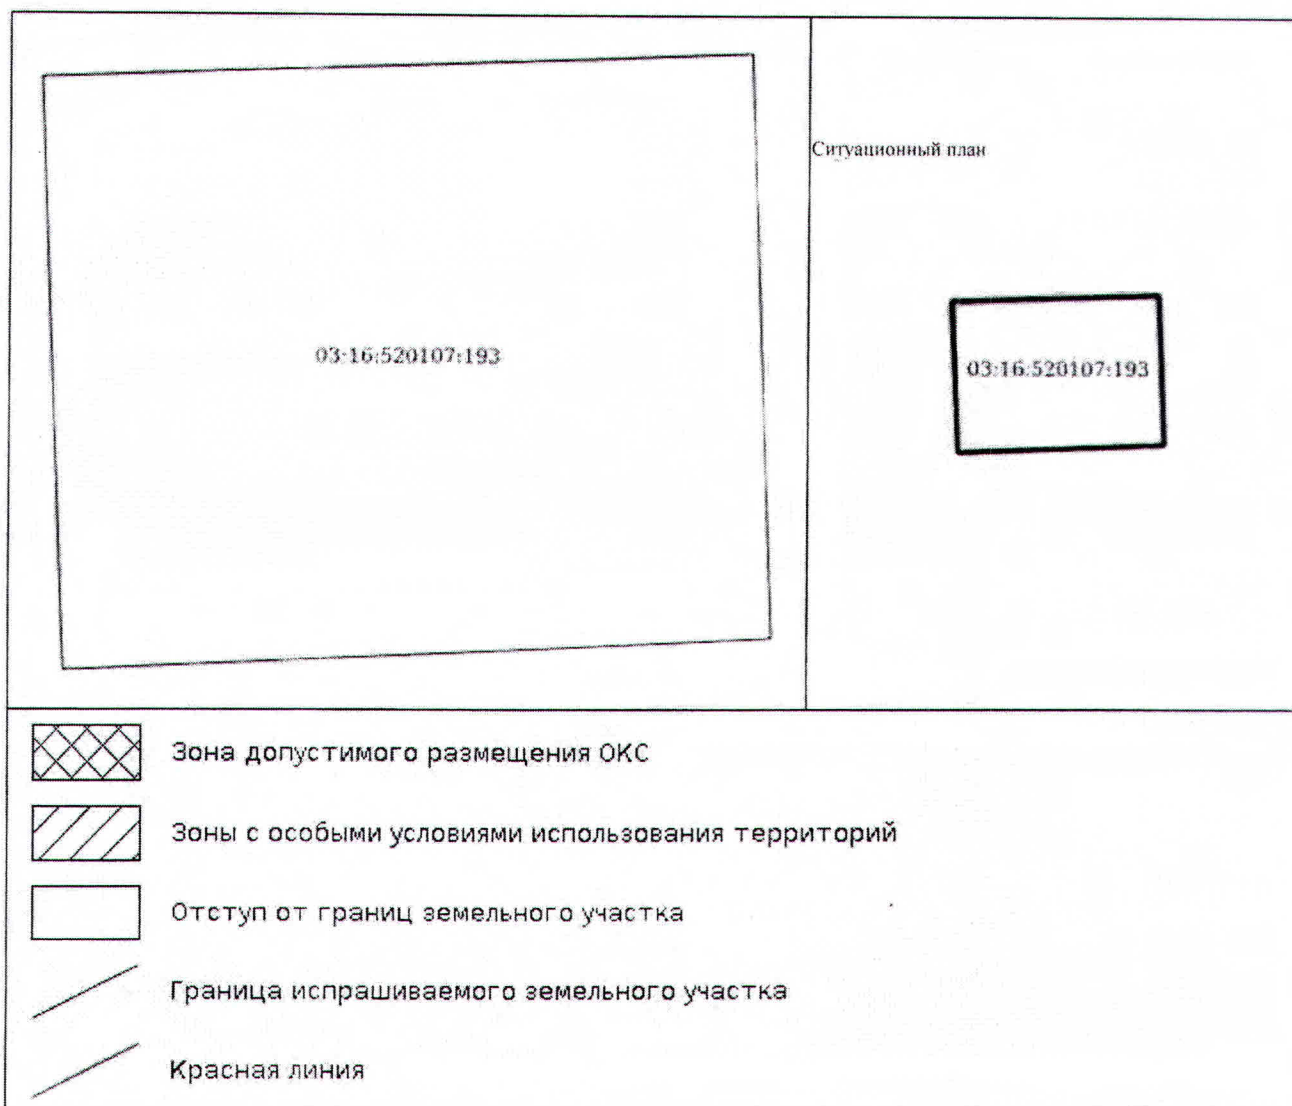 Ситуационный план
03:16:520107:193
03:16:520107:193
Зона допустимого размещения ОКС
Зоны с особыми условиями использования территорий
Отступ от границ земельного участка
Граница испрашиваемого земельного участка
Красная линия